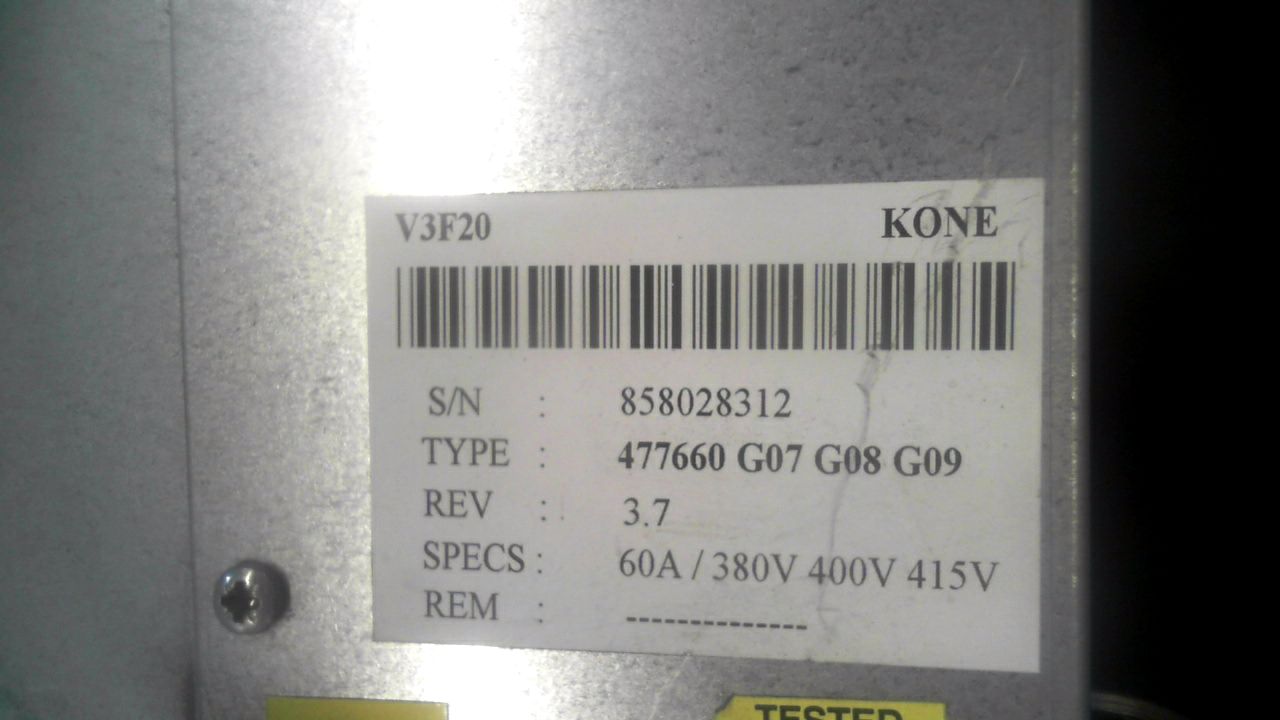 V3F20 KONE
S/N : 858028312
TYPE : 477660 G07 G08 G09
REV : 3.7
SPECS : 60A / 380V 400V 415V
REM : --------------
TESTED